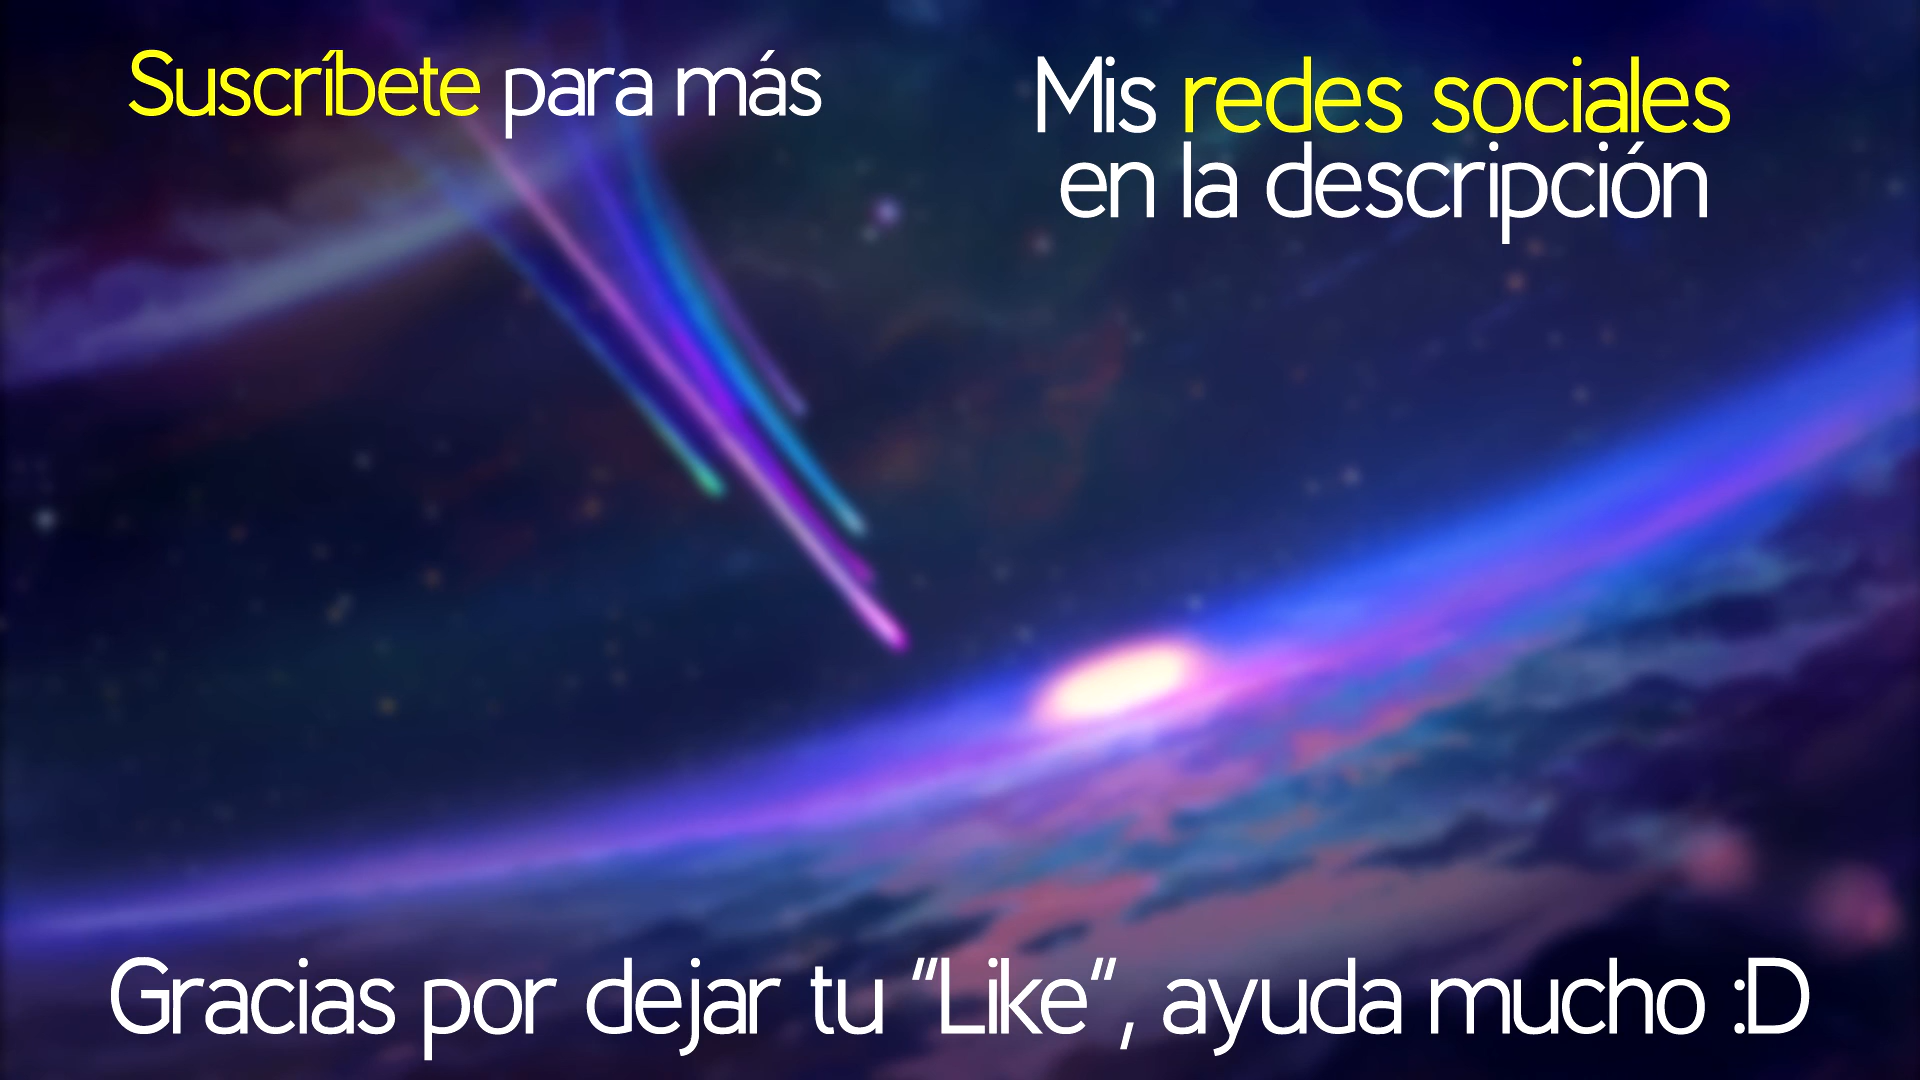 Suscríbete para más
Mis redes sociales
en la descripción
Gracias por dejar tu “Like”, ayuda mucho :D